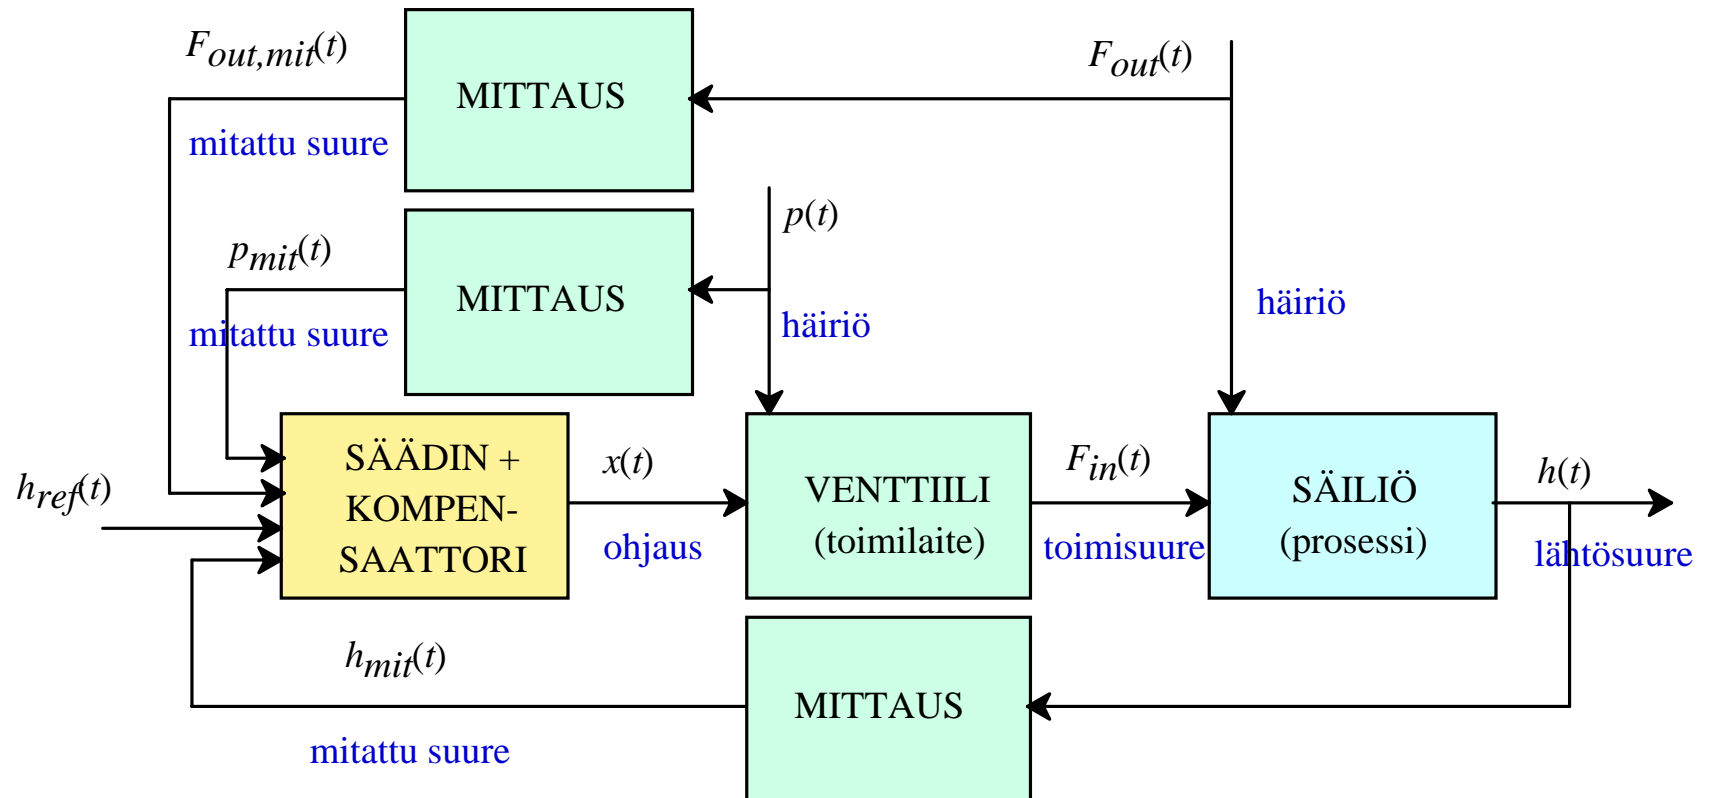 F_out,mit(t)
MITTAUS
F_out(t)
mitattu suure
p(t)
p_mit(t)
MITTAUS
häiriö
häiriö
mitattu suure
h_ref(t)
SÄÄDIN +
KOMPEN-
SAATTORI
x(t)
ohjaus
VENTTIILI
(toimilaite)
F_in(t)
toimisuure
SÄILIÖ
(prosessi)
h(t)
lähtösuure
h_mit(t)
MITTAUS
mitattu suure